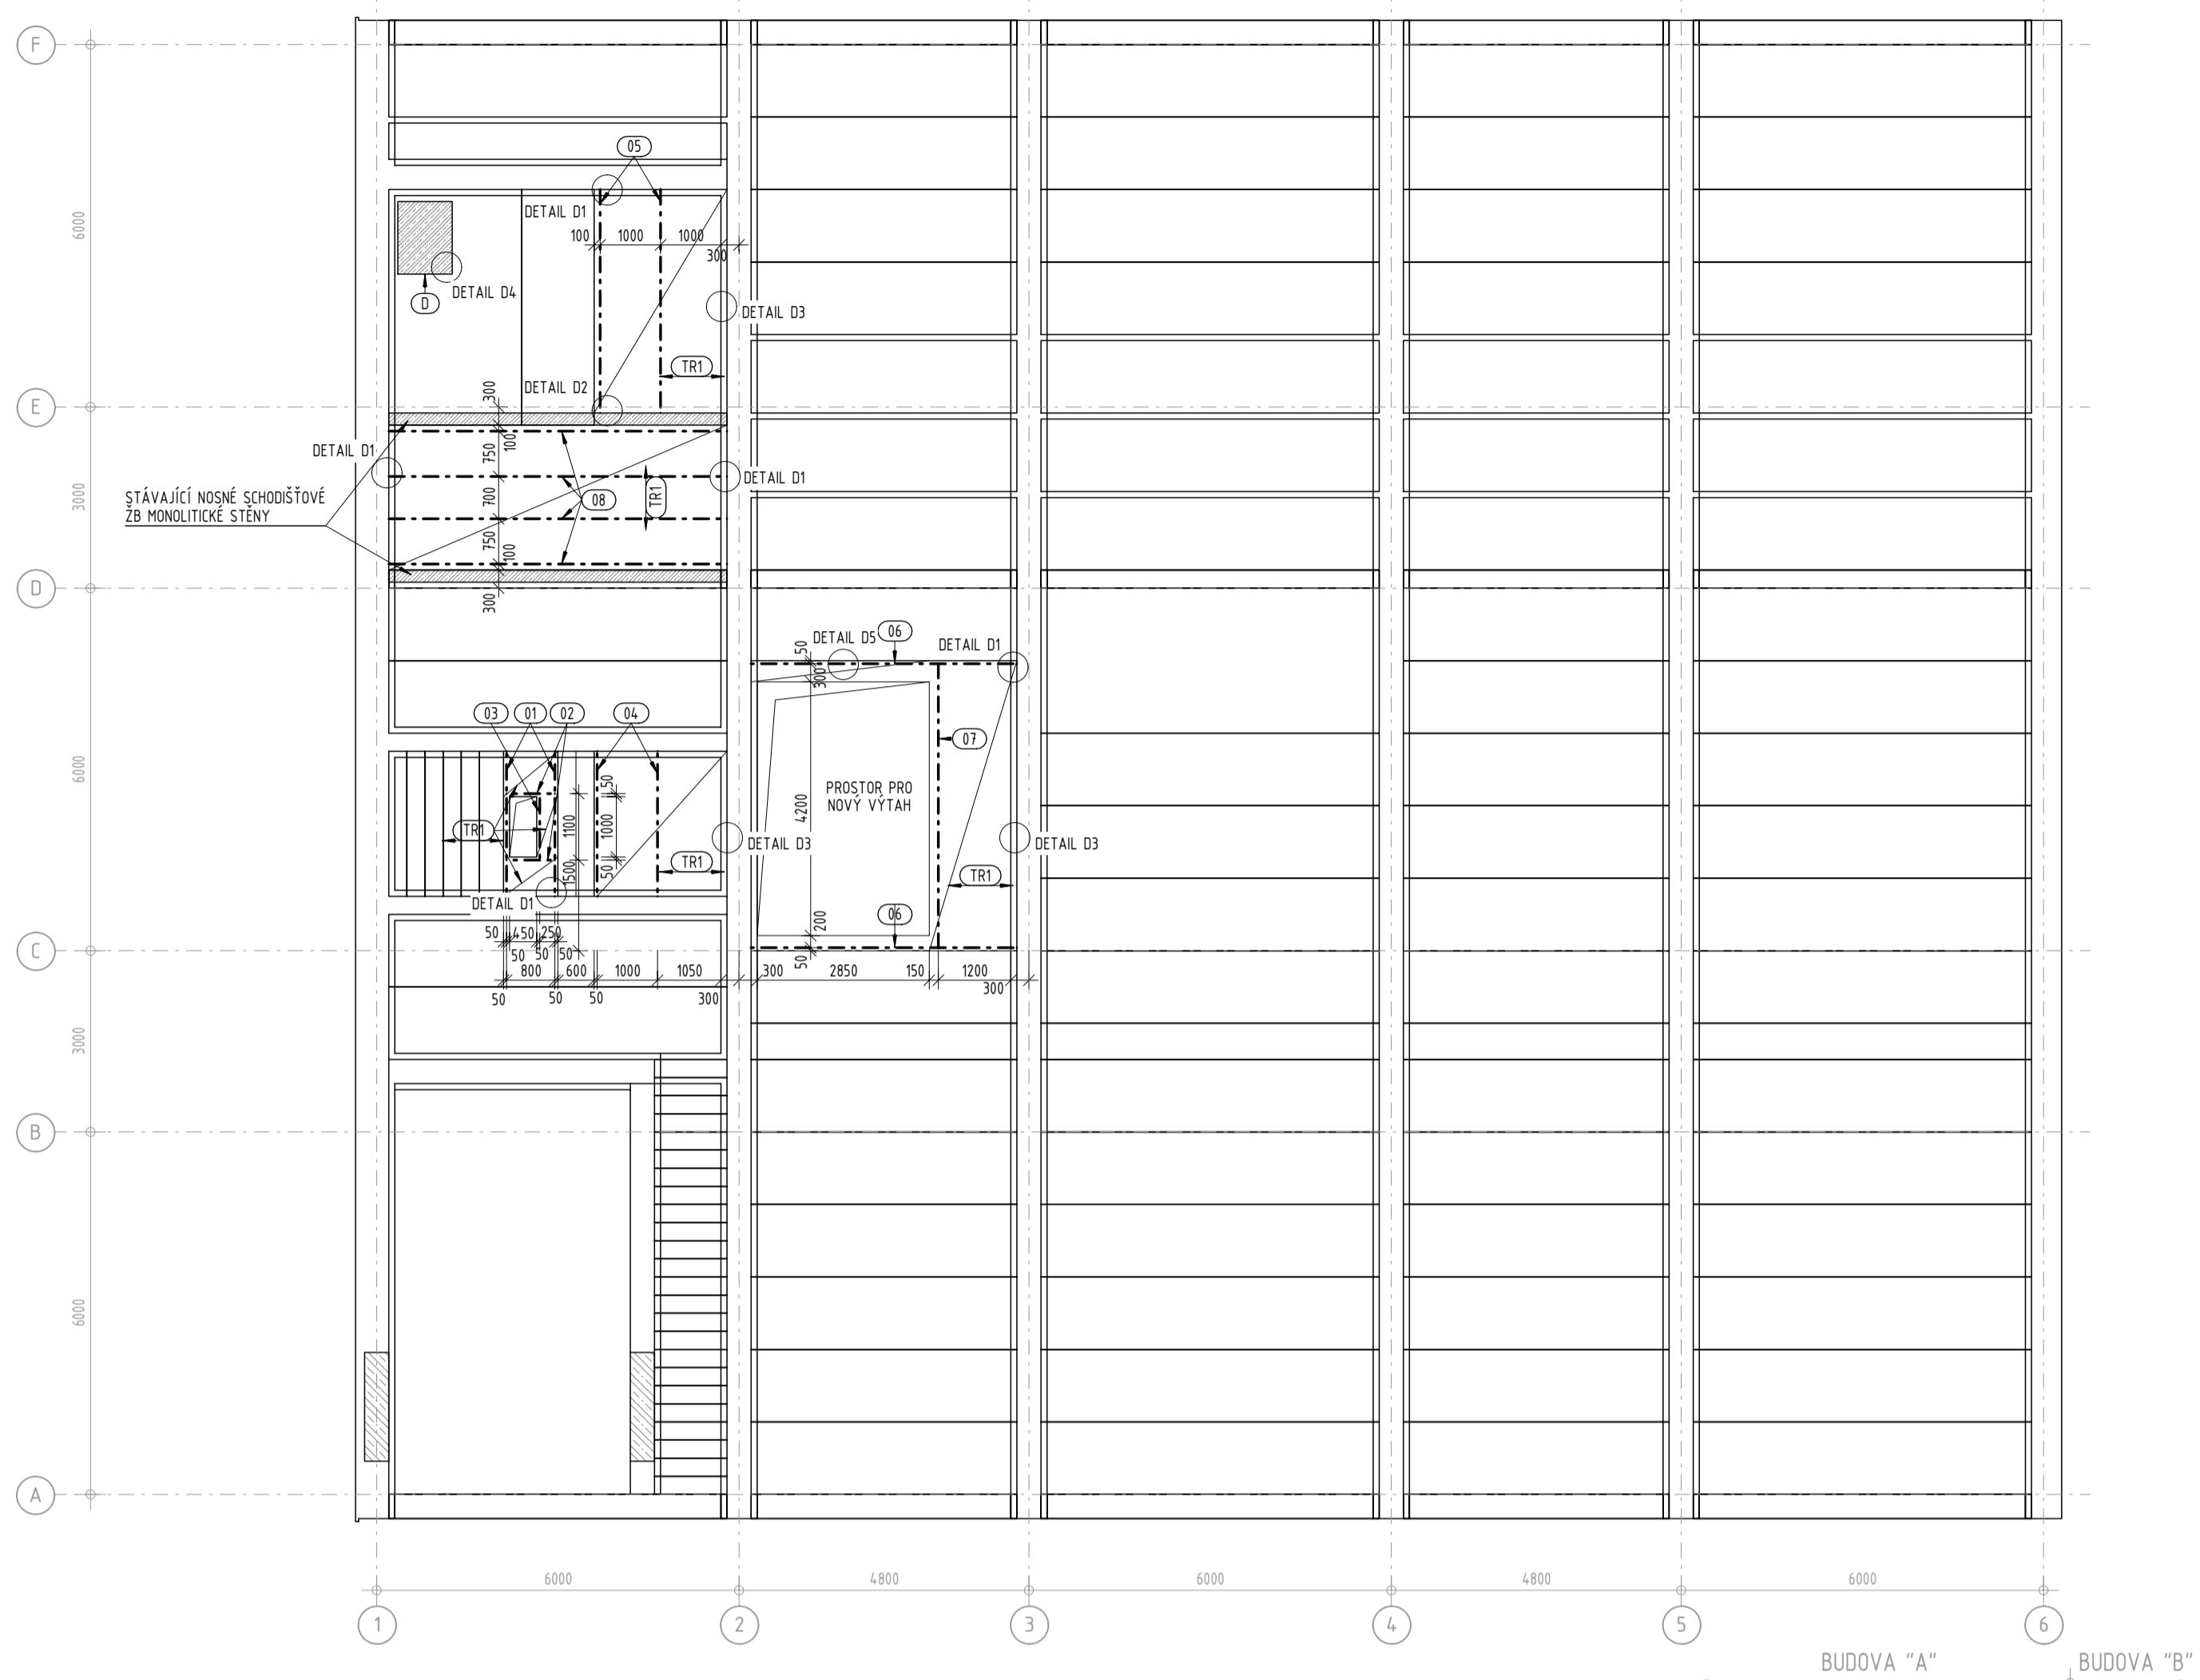 F
05
6000
DETAIL D1
100
1000
1000
300
DETAIL D4
D
DETAIL D3
TR1
DETAIL D2
300
E
100
750
DETAIL D1
DETAIL D1
STÁVAJÍCÍ NOSNÉ SCHODIŠŤOVÉ
ŽB MONOLITICKÉ STĚNY
3000
700
08
TR1
750
100
D
300
DETAIL D5
06
DETAIL D1
50
300
03
01
02
04
07
6000
50
PROSTOR PRO
NOVÝ VÝTAH
4200
TR1
1100
1000
DETAIL D3
DETAIL D3
1500
50
TR1
TR1
DETAIL D1
06
200
50
450
250
50
50
50
C
50
800
600
1000
1050
300
2850
150
1200
50
50
50
300
300
3000
B
6000
A
6000
4800
6000
4800
6000
1
2
3
4
5
6
BUDOVA "A"
BUDOVA "B"